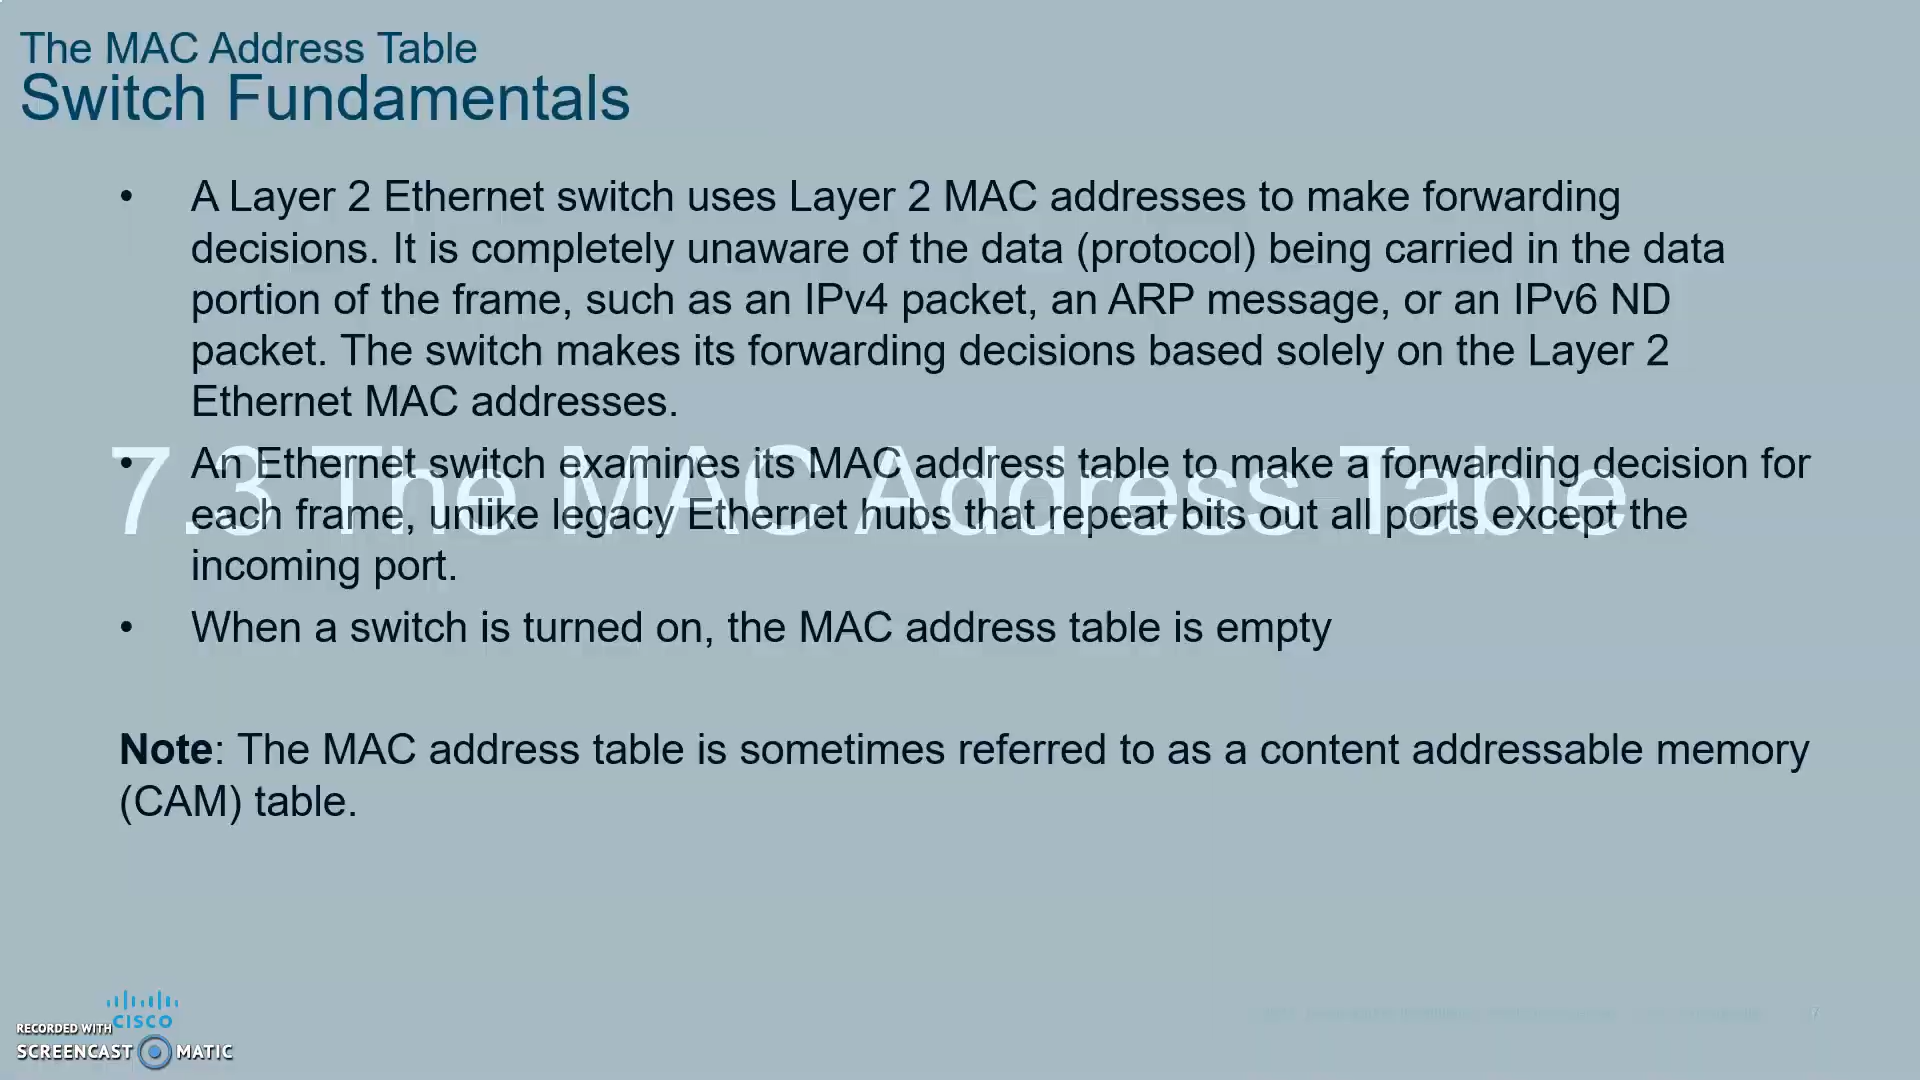 The MAC Address Table
Switch Fundamentals
• A Layer 2 Ethernet switch uses Layer 2 MAC addresses to make forwarding
decisions. It is completely unaware of the data (protocol) being carried in the data
portion of the frame, such as an IPv4 packet, an ARP message, or an IPv6 ND
packet. The switch makes its forwarding decisions based solely on the Layer 2
Ethernet MAC addresses.
7.3 The MAC Address Table
• An Ethernet switch examines its MAC address table to make a forwarding decision for
each frame, unlike legacy Ethernet hubs that repeat bits out all ports except the
incoming port.
• When a switch is turned on, the MAC address table is empty
Note: The MAC address table is sometimes referred to as a content addressable memory
(CAM) table.
CISCO
RECORDED WITH
SCREENCAST MATIC